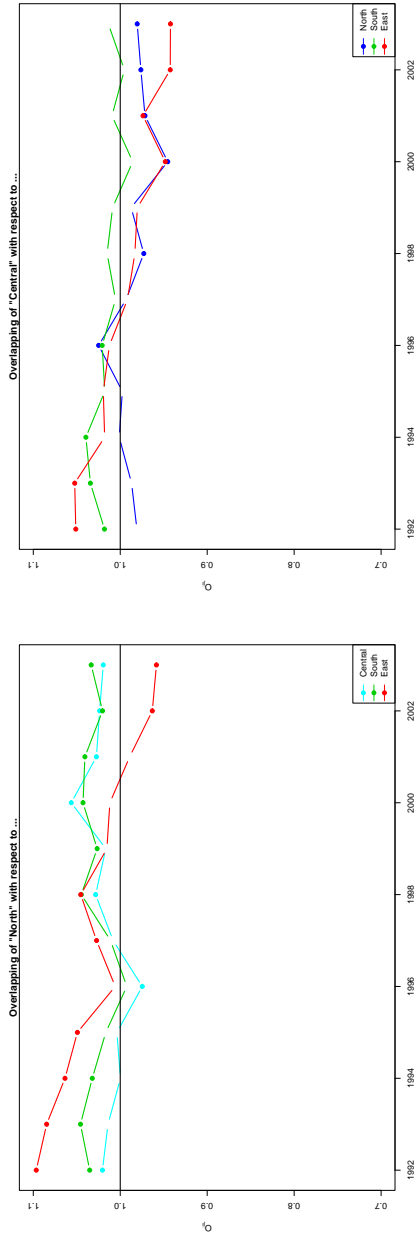 Overlapping of "North" with respect to ...
O_ji
1.1
1.0
0.9
0.8
0.7
1992
1994
1996
1998
2000
2002
Central
South
East
Overlapping of "Central" with respect to ...
O_ji
1.1
1.0
0.9
0.8
0.7
1992
1994
1996
1998
2000
2002
North
South
East